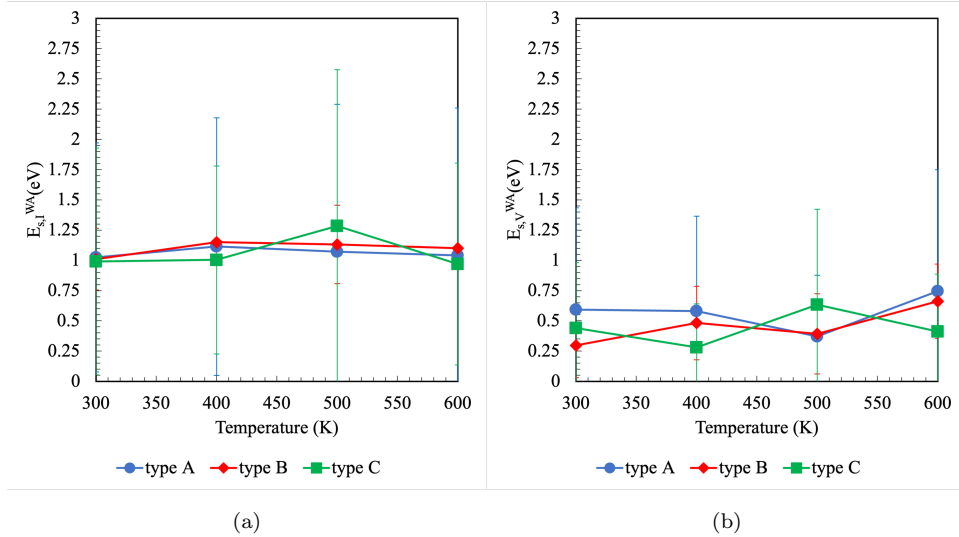 3
2.75
2.5
2.25
2
1.75
1.5
1.25
1
0.75
0.5
0.25
0
E_{s,I}^{WA}(eV)
300 350 400 450 500 550 600
Temperature (K)
type A type B type C
(a)
3
2.75
2.5
2.25
2
1.75
1.5
1.25
1
0.75
0.5
0.25
0
E_{s,V}^{WA}(eV)
300 350 400 450 500 550 600
Temperature (K)
type A type B type C
(b)